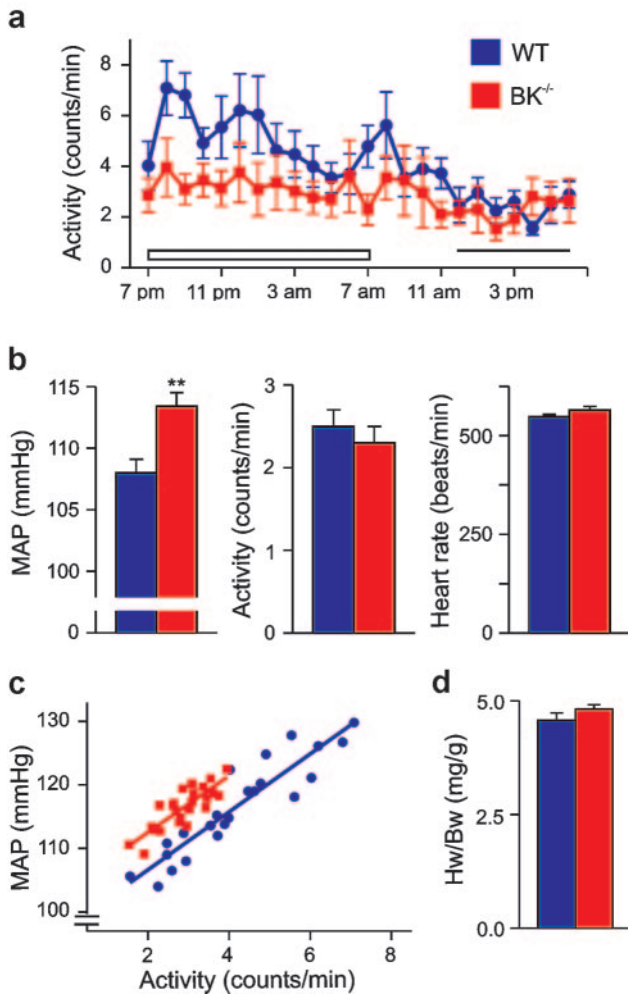 a
Activity (counts/min)
8
6
4
2
0
7 pm
11 pm
3 am
7 am
11 am
3 pm
WT
BK-/-
b
MAP (mmHg)
115
110
105
100
0
**
Activity (counts/min)
3
2
1
0
Heart rate (beats/min)
500
250
0
c
MAP (mmHg)
130
120
110
100
2
4
6
8
Activity (counts/min)
d
Hw/Bw (mg/g)
5.0
2.5
0.0